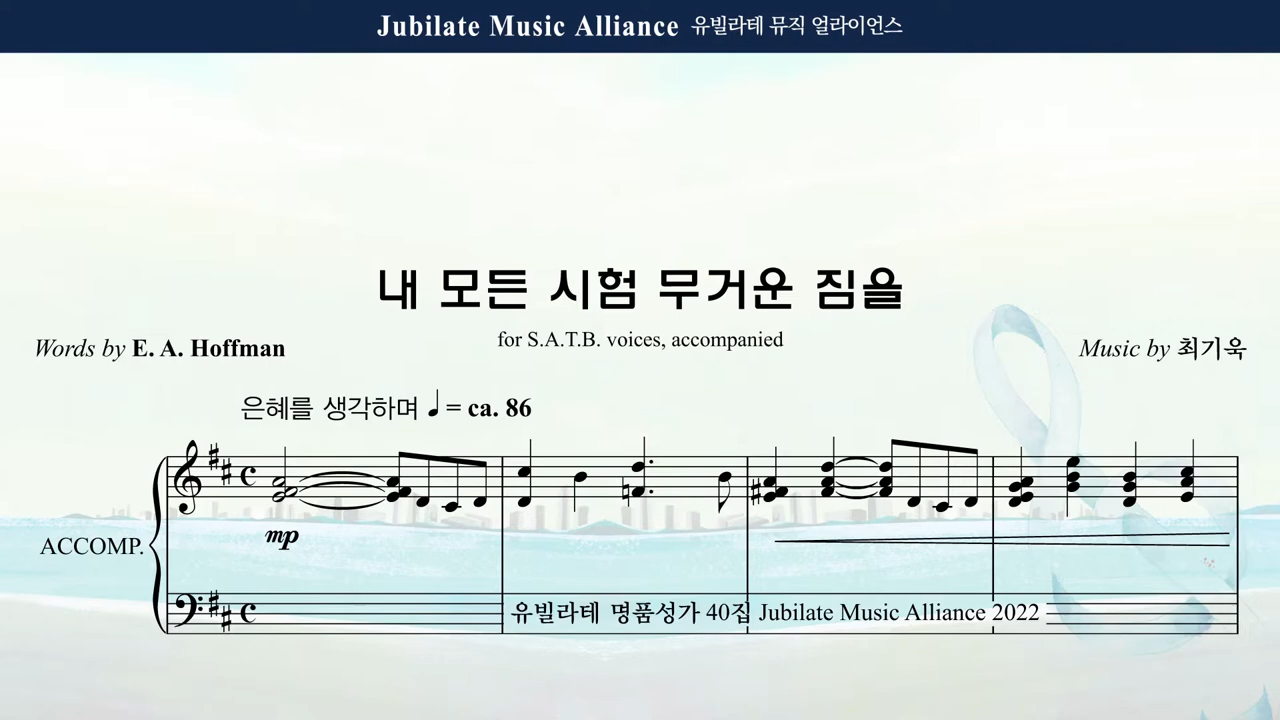 Jubilate Music Alliance 유빌라테 뮤직 얼라이언스
내 모든 시험 무거운 짐을
for S.A.T.B. voices, accompanied
Words by E. A. Hoffman
Music by 최기욱
은혜를 생각하며 ♩ = ca. 86
mp
ACCOMP.
유빌라테 명품성가 40집 Jubilate Music Alliance 2022